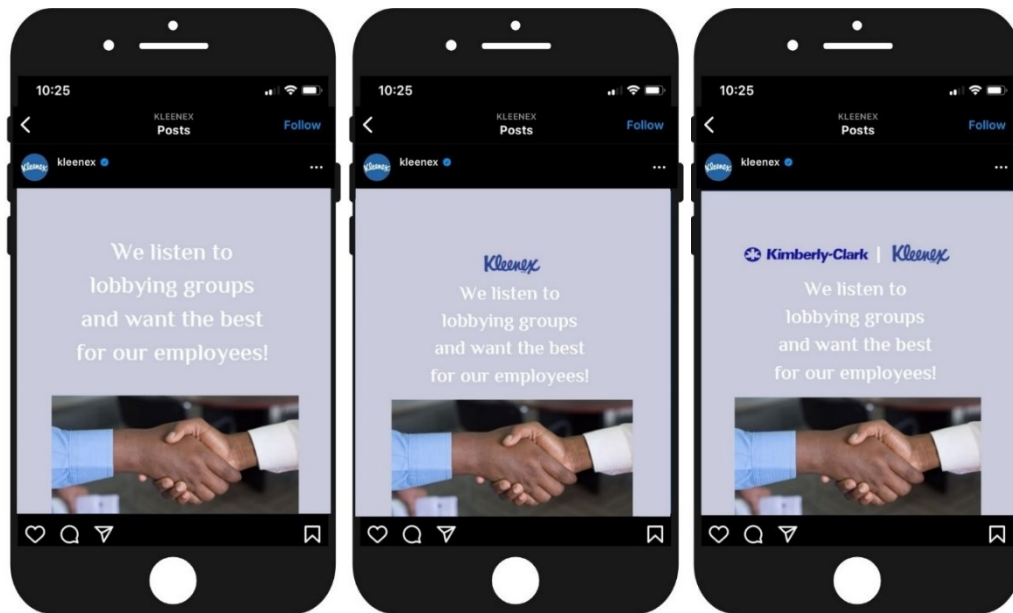 10:25
KLEENEX
Posts
Follow
Kleenex
kleenex
We listen to
lobbying groups
and want the best
for our employees!
10:25
KLEENEX
Posts
Follow
Kleenex
kleenex
Kleenex
We listen to
lobbying groups
and want the best
for our employees!
10:25
KLEENEX
Posts
Follow
Kleenex
kleenex
Kimberly-Clark | Kleenex
We listen to
lobbying groups
and want the best
for our employees!